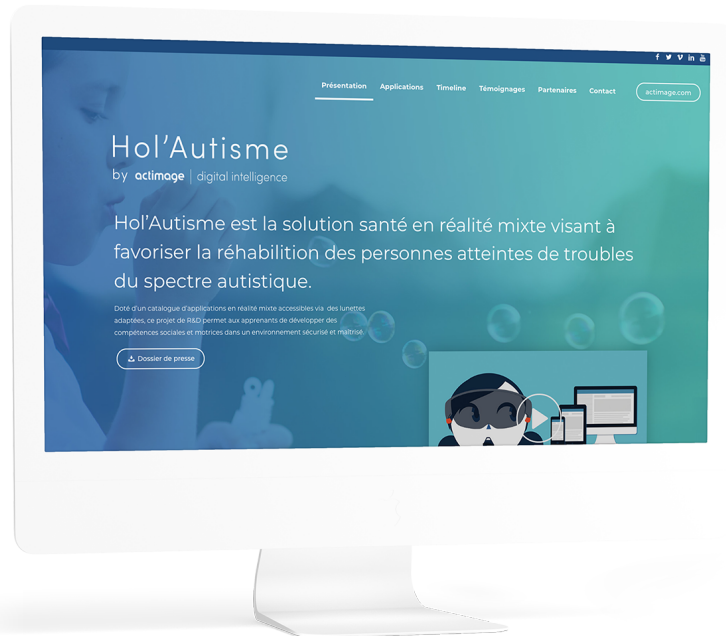 Présentation Applications Timeline Témoignages Partenaires Contact actimage.com
Hol'Autisme
by actimage | digital intelligence
Hol'Autisme est la solution santé en réalité mixte visant à
favoriser la réhabilition des personnes atteintes de troubles
du spectre autistique.
Doté d'un catalogue d'applications en réalité mixte accessibles via des lunettes
adaptées, ce projet de R&D permet aux apprenants de développer des
compétences sociales et motrices dans un environnement sécurisé et maîtrisé.
Dossier de presse